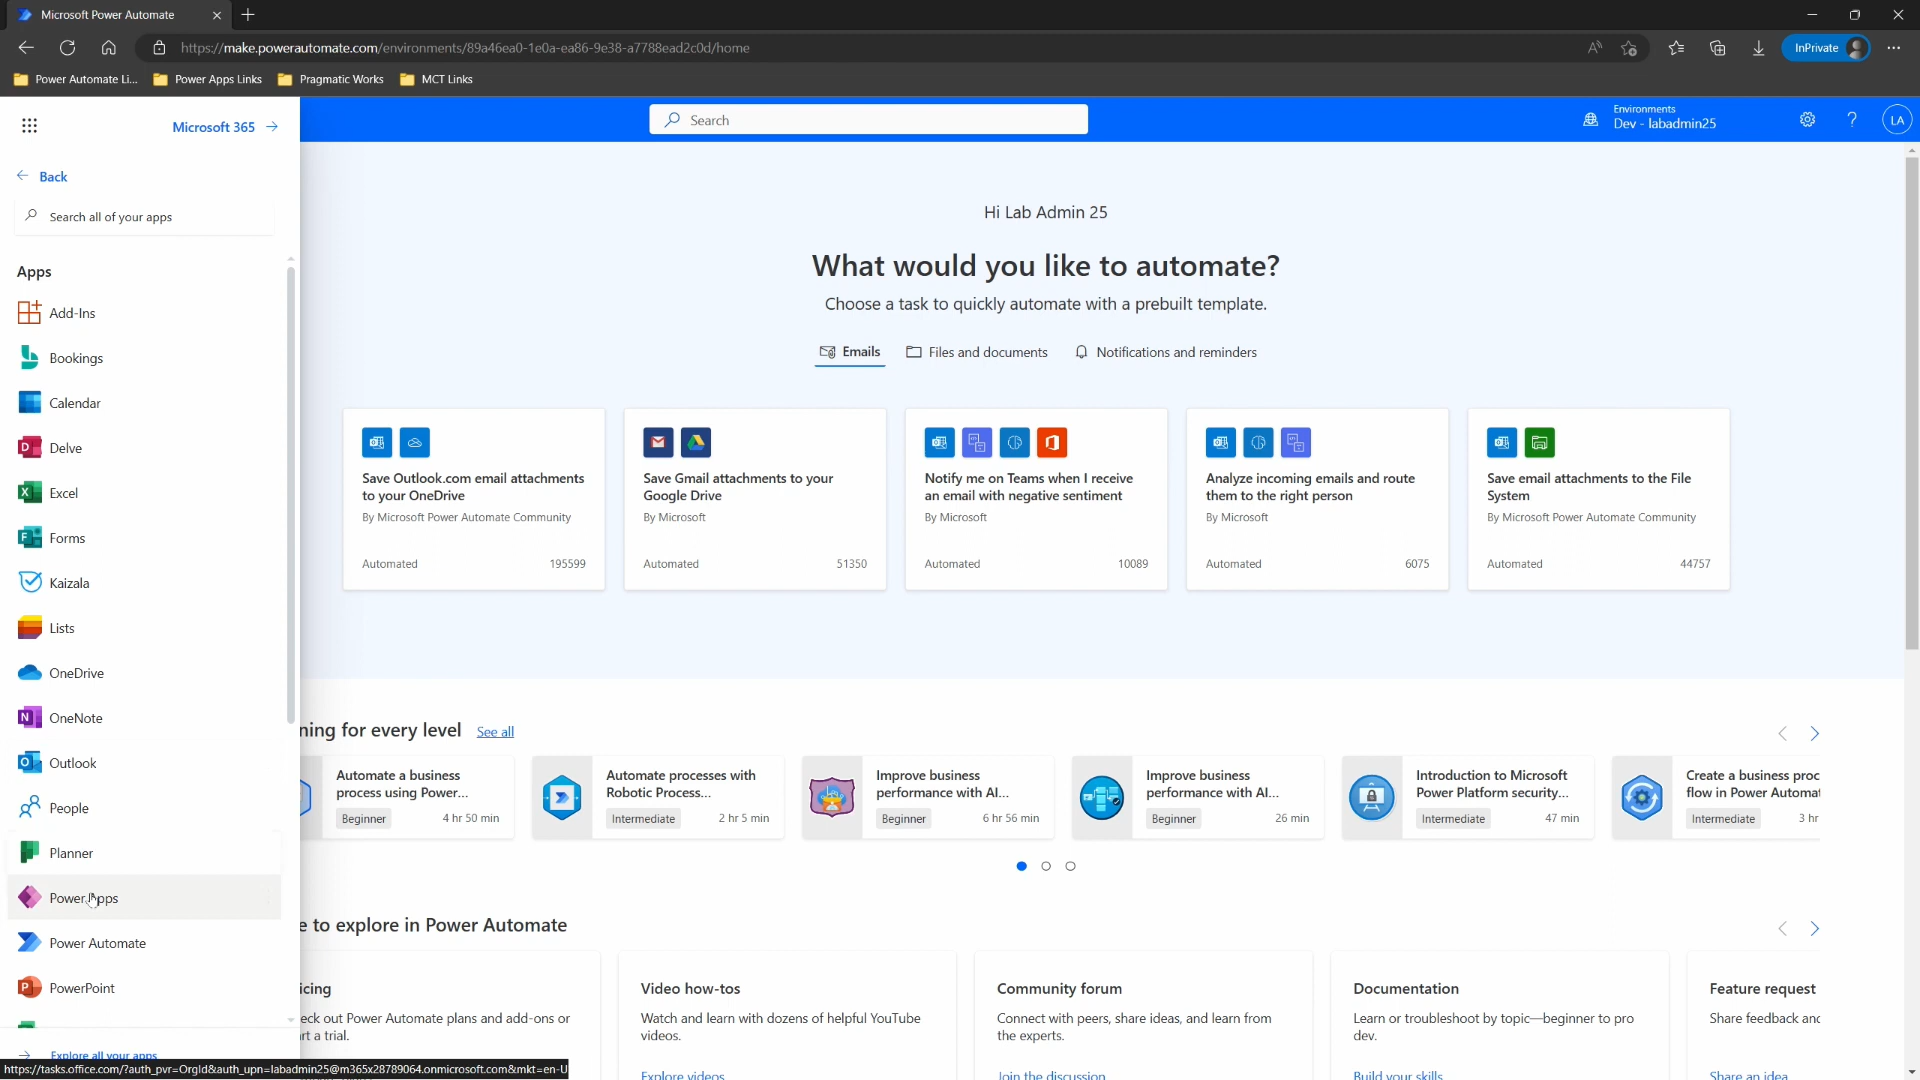 Microsoft Power Automate
https://make.powerautomate.com/environments/89a46ea0-1e0a-ea86-9e38-a7788ead2c0d/home
InPrivate
Power Automate Li...
Power Apps Links
Pragmatic Works
MCT Links
Microsoft 365
Search
Environments
Dev - labadmin25
?
LA
Back
Search all of your apps
Apps
Add-Ins
Bookings
Calendar
Delve
Excel
Forms
Kaizala
Lists
OneDrive
OneNote
Outlook
People
Planner
Power Apps
Power Automate
PowerPoint
Explore all your apps
https://tasks.office.com/?auth_pvr=OrgId&auth_upn=labadmin25@m365x28789064.onmicrosoft.com&mkt=en-U
Hi Lab Admin 25
What would you like to automate?
Choose a task to quickly automate with a prebuilt template.
Emails
Files and documents
Notifications and reminders
Save Outlook.com email attachments
to your OneDrive
By Microsoft Power Automate Community
Automated
195599
Save Gmail attachments to your
Google Drive
By Microsoft
Automated
51350
Notify me on Teams when I receive
an email with negative sentiment
By Microsoft
Automated
10089
Analyze incoming emails and route
them to the right person
By Microsoft
Automated
6075
Save email attachments to the File
System
By Microsoft Power Automate Community
Automated
44757
ning for every level
See all
Automate a business
process using Power...
Beginner
4 hr 50 min
Automate processes with
Robotic Process...
Intermediate
2 hr 5 min
Improve business
performance with AI...
Beginner
6 hr 56 min
Improve business
performance with AI...
Beginner
26 min
Introduction to Microsoft
Power Platform security...
Intermediate
47 min
Create a business proc
flow in Power Automat
Intermediate
3 hr
e to explore in Power Automate
icing
eck out Power Automate plans and add-ons or
rt a trial.
Video how-tos
Watch and learn with dozens of helpful YouTube
videos.
Explore videos
Community forum
Connect with peers, share ideas, and learn from
the experts.
Join the discussion
Documentation
Learn or troubleshoot by topic—beginner to pro
dev.
Build your skills
Feature request
Share feedback and
Share an idea